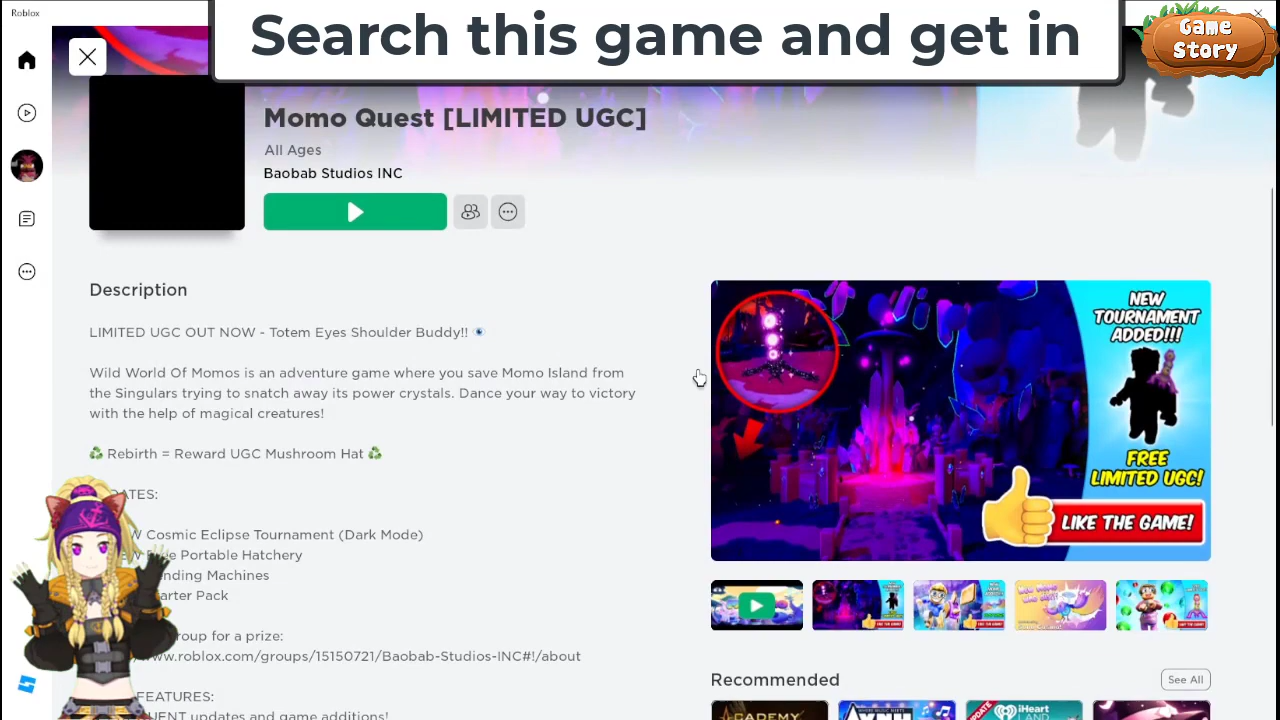 Roblox
Search this game and get in
Game
Story
Momo Quest [LIMITED UGC]
All Ages
Baobab Studios INC
Description
LIMITED UGC OUT NOW - Totem Eyes Shoulder Buddy!!
Wild World Of Momos is an adventure game where you save Momo Island from
the Singulars trying to snatch away its power crystals. Dance your way to victory
with the help of magical creatures!
Rebirth = Reward UGC Mushroom Hat
Cosmic Eclipse Tournament (Dark Mode)
Portable Hatchery
Machines
Pack
for a prize:
roblox.com/groups/15150721/Baobab-Studios-INC#!/about
FEATURES:
updates and game additions!
NEW
TOURNAMENT
ADDED!!!
FREE
LIMITED UGC!
LIKE THE GAME!
Recommended
See All
iHeart
LAND